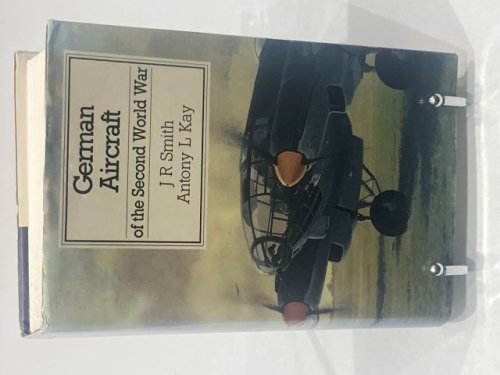 German
Aircraft
of the Second World War
J R Smith
Antony L Kay